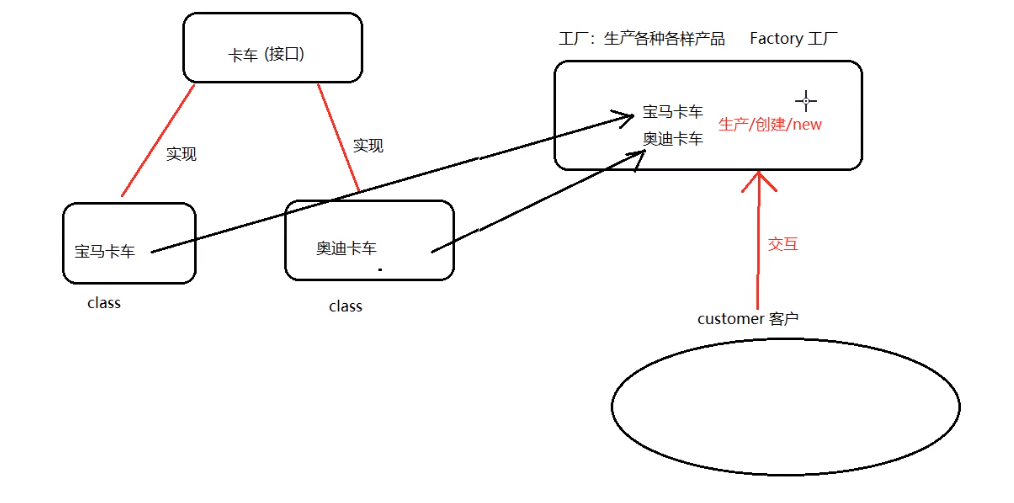 卡车 (接口)
工厂：生产各种各样产品 Factory 工厂
宝马卡车
奥迪卡车
生产/创建/new
实现
实现
宝马卡车
奥迪卡车
class
class
交互
customer 客户